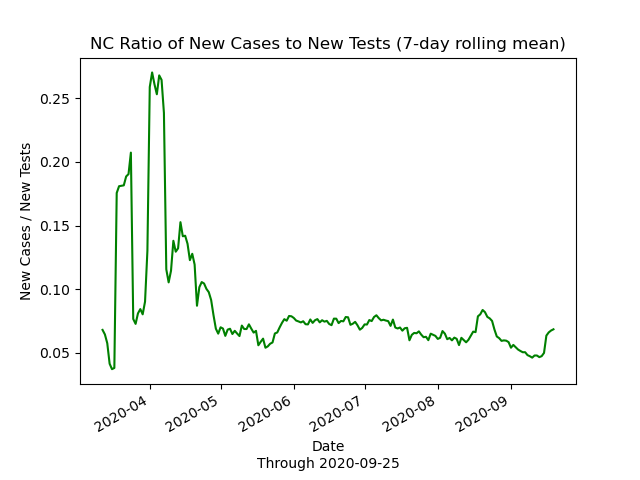 NC Ratio of New Cases to New Tests (7-day rolling mean)
New Cases / New Tests
0.25
0.20
0.15
0.10
0.05
2020-04
2020-05
2020-06
2020-07
2020-08
2020-09
Date
Through 2020-09-25